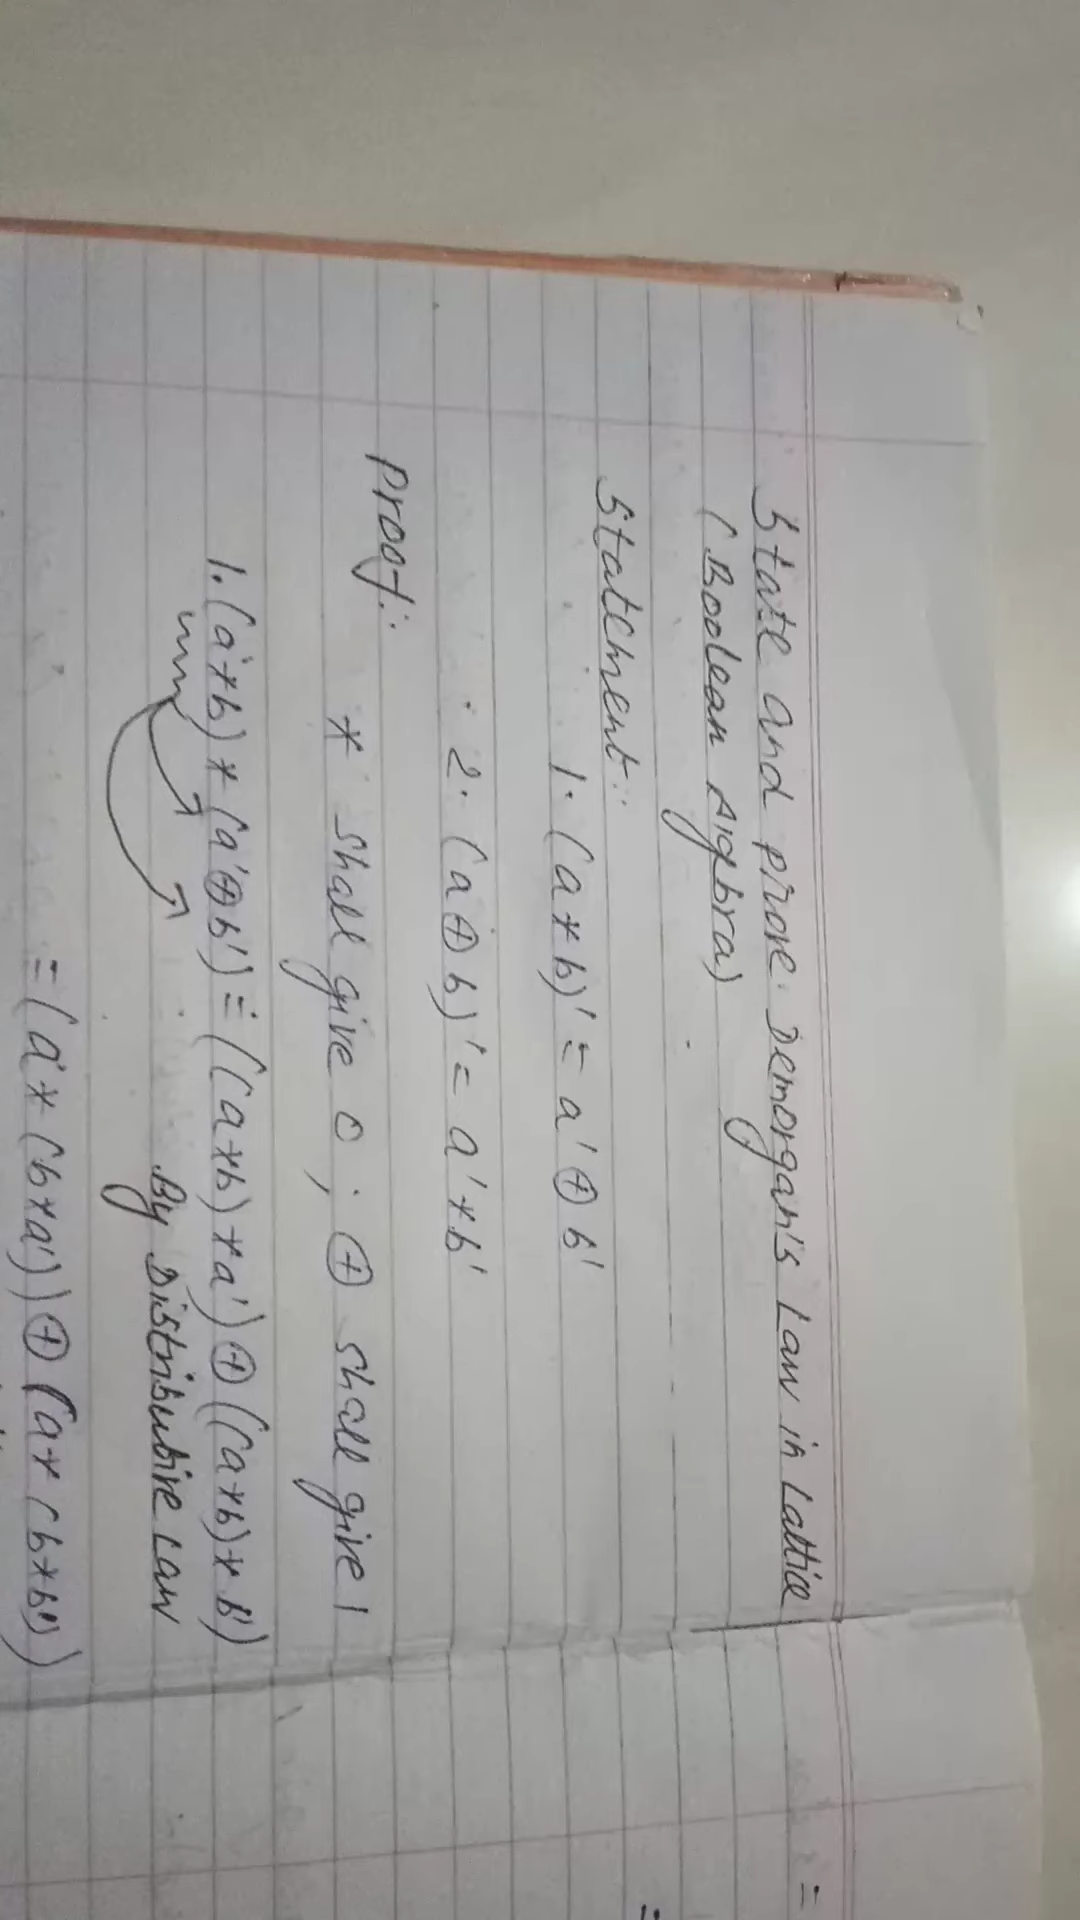 State and prove Demorgan's Law in Lattice
(Boolean Algbra)
Statement:
1. (a*b)' = a' ⊕ b'
2. (a ⊕ b)' = a' * b'
Proof:
* shall give 0 ; ⊕ shall give 1
1. (a*b) * (a' ⊕ b') = ((a*b) * a') ⊕ ((a*b) * b')
By Distributive Law
= (a * (b*a')) ⊕ (a * (b*b'))